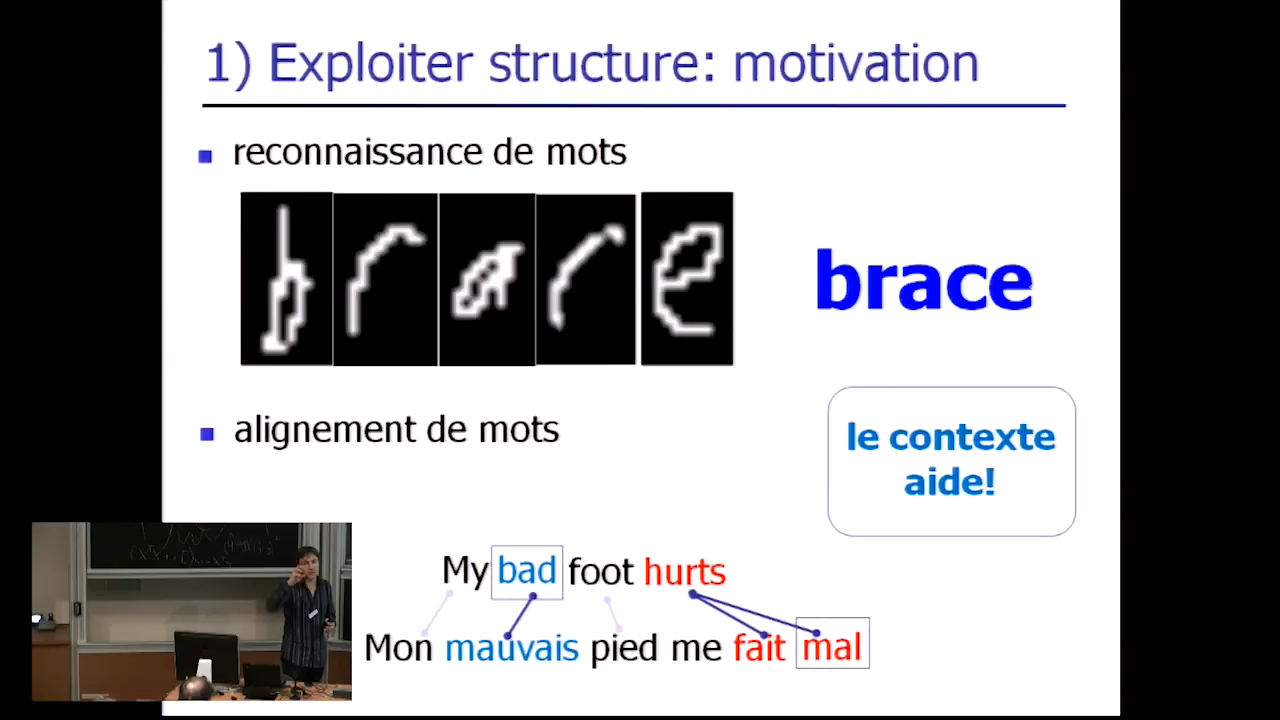 1) Exploiter structure: motivation
reconnaissance de mots
brace
brace
alignement de mots
le contexte
aide!
My bad foot hurts
Mon mauvais pied me fait mal